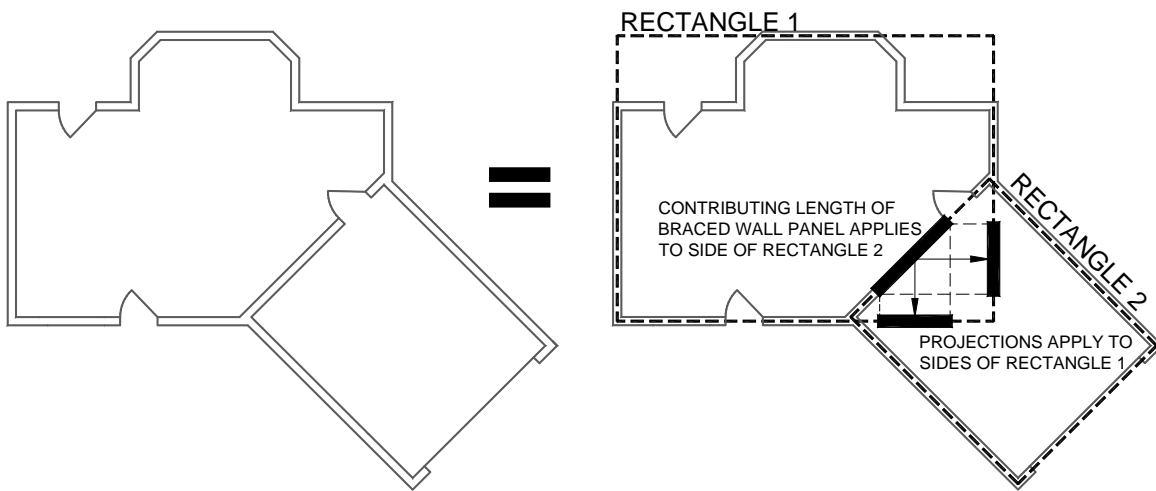 RECTANGLE 1
RECTANGLE 2
CONTRIBUTING LENGTH OF
BRACED WALL PANEL APPLIES
TO SIDE OF RECTANGLE 2
PROJECTIONS APPLY TO
SIDES OF RECTANGLE 1